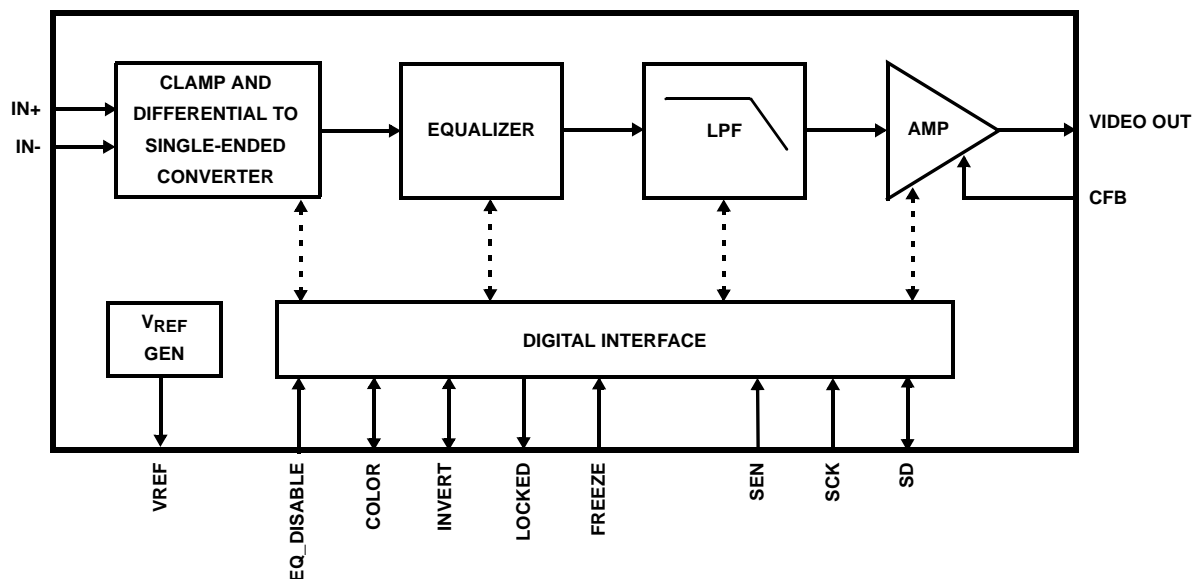 IN+
IN-
CLAMP AND
DIFFERENTIAL TO
SINGLE-ENDED
CONVERTER
EQUALIZER
LPF
AMP
VIDEO OUT
CFB
VREF
GEN
DIGITAL INTERFACE
VREF
EQ_DISABLE
COLOR
INVERT
LOCKED
FREEZE
SEN
SCK
SD